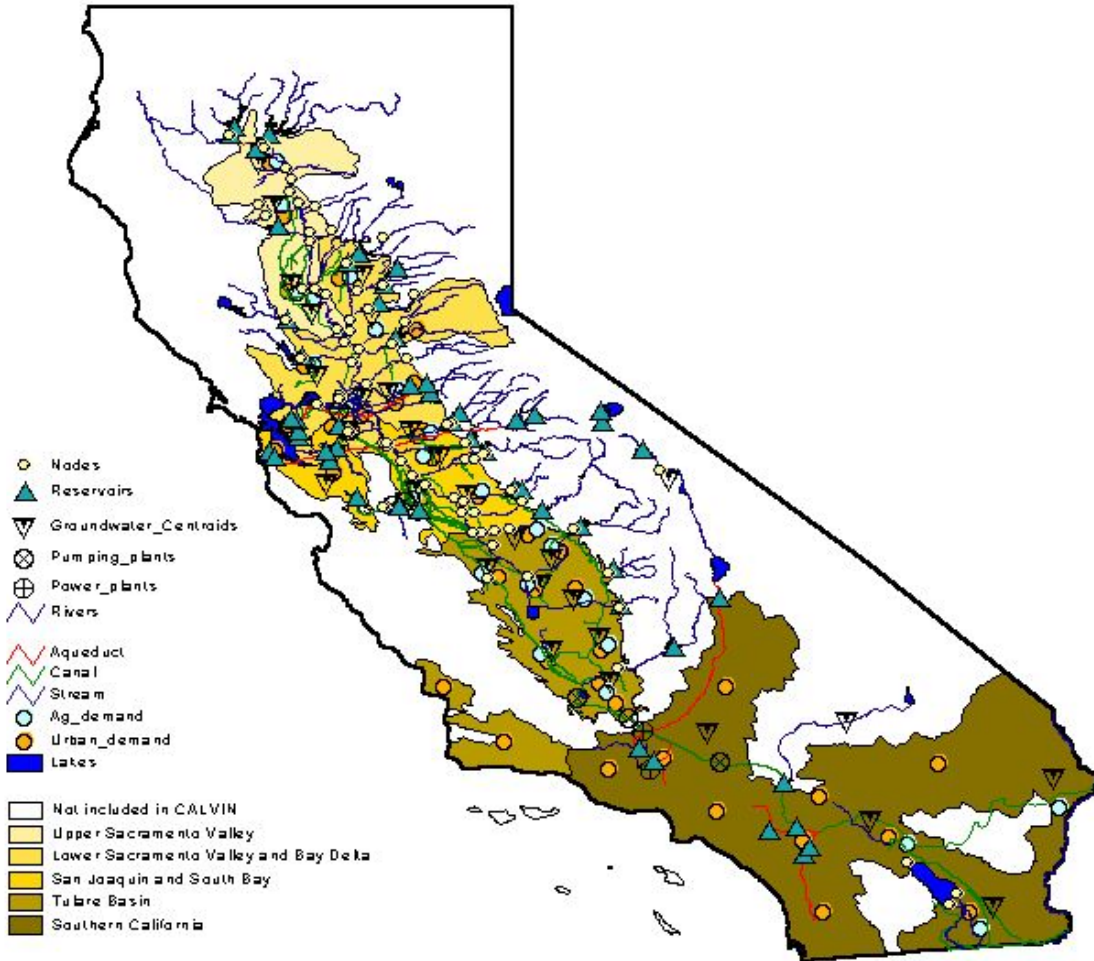 Nodes
Reservoirs
Groundwater_Centroids
Pumping_plants
Power_plants
Rivers
Aqueduct
Canal
Stream
Ag_demand
Urban_demand
Lakes
Not included in CALVIN
Upper Sacramento Valley
Lower Sacramento Valley and Bay Delta
San Joaquin and South Bay
Tulare Basin
Southern California